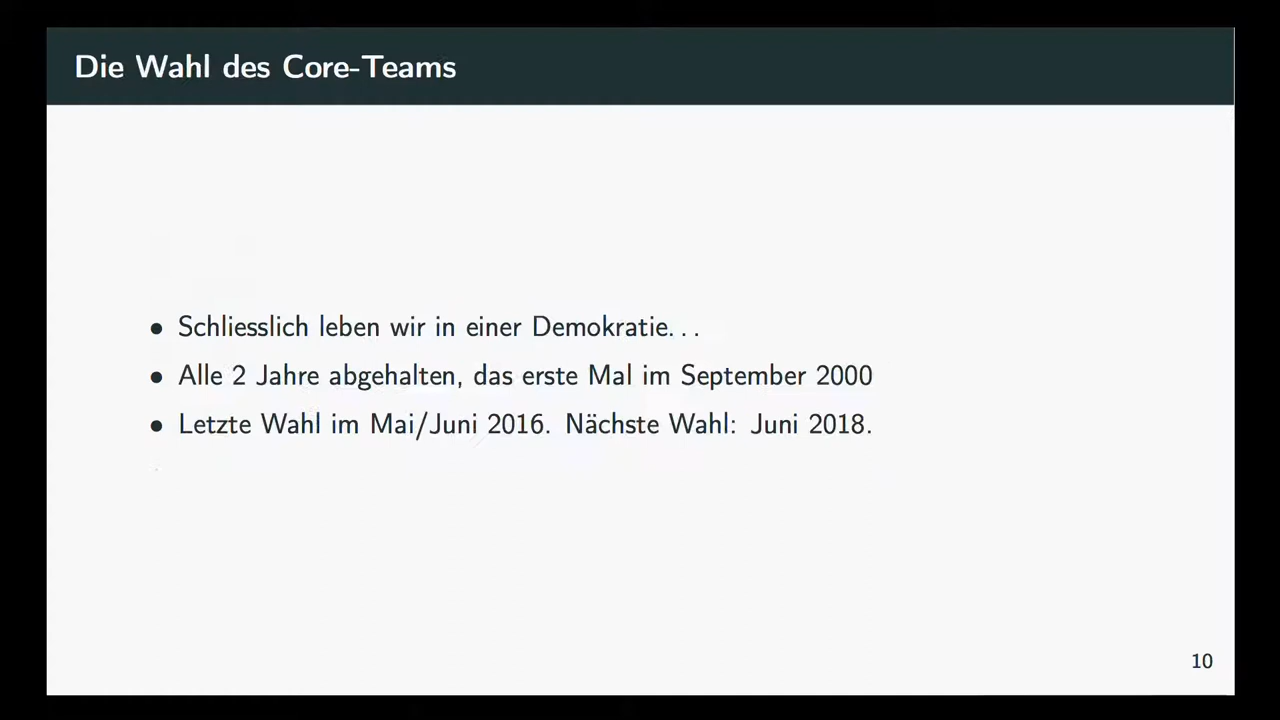 Die Wahl des Core-Teams
• Schliesslich leben wir in einer Demokratie. . .
• Alle 2 Jahre abgehalten, das erste Mal im September 2000
• Letzte Wahl im Mai/Juni 2016. Nächste Wahl: Juni 2018.
10